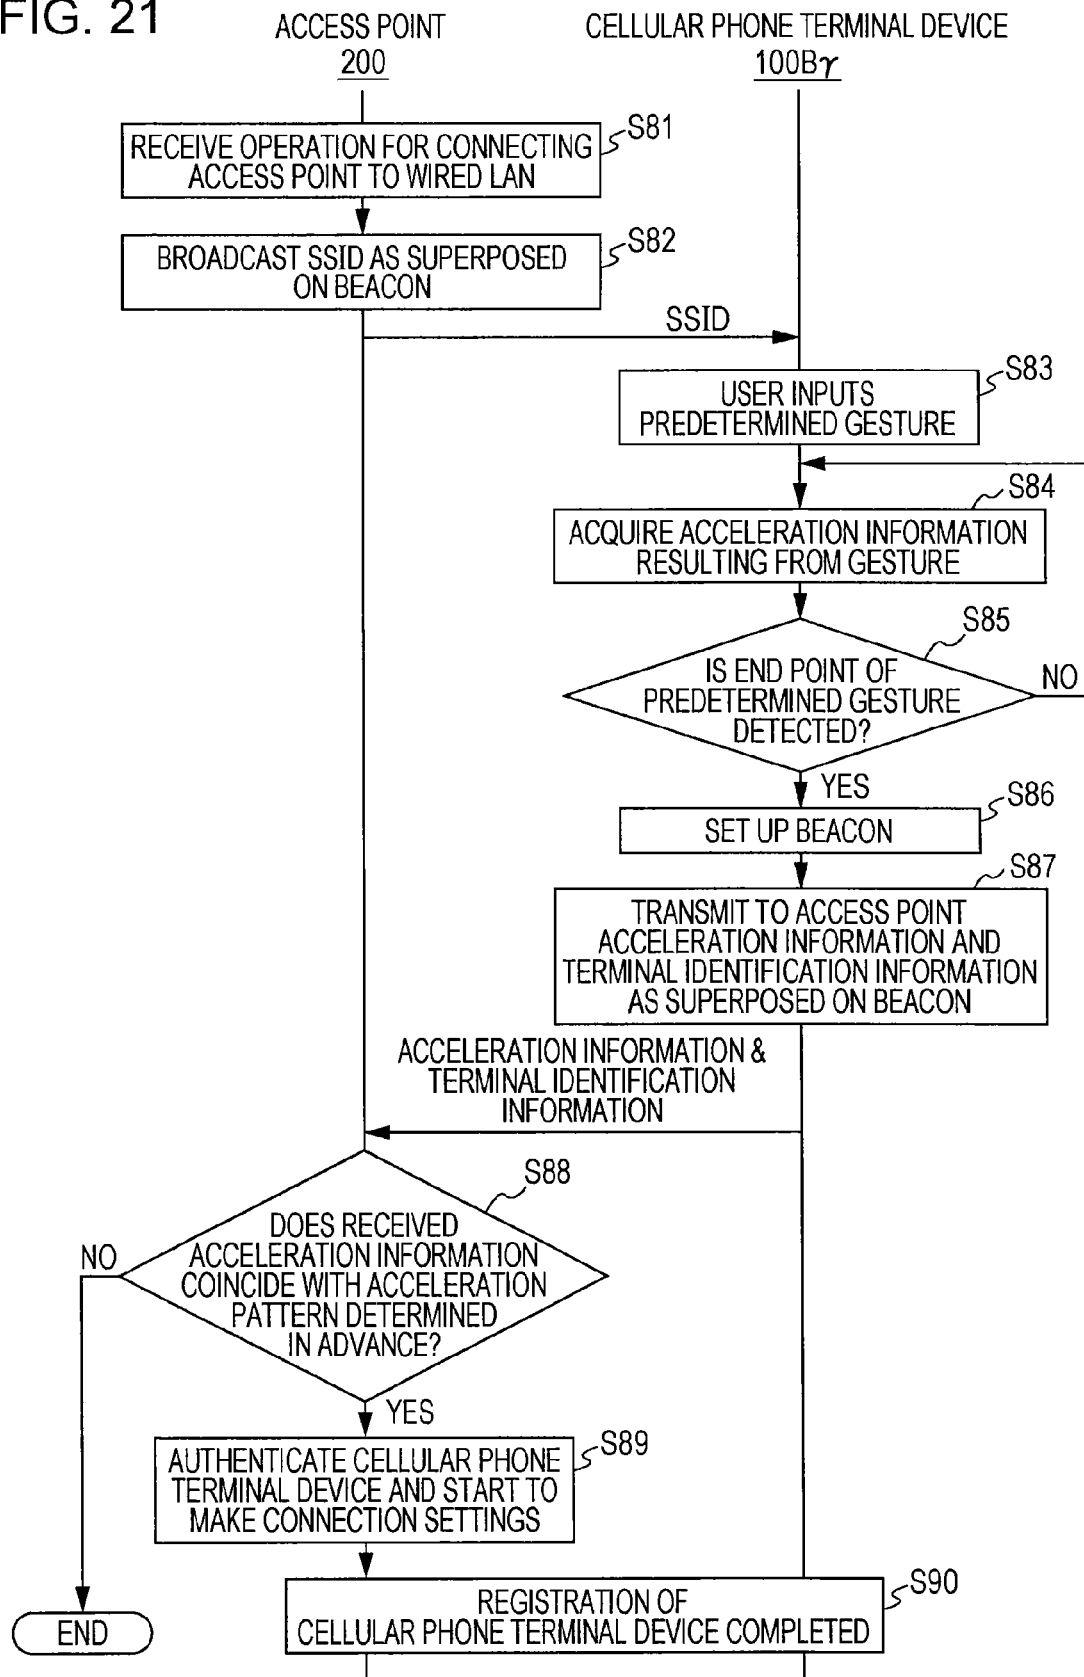 FIG. 21
ACCESS POINT
200
CELLULAR PHONE TERMINAL DEVICE
100Bγ
S81
RECEIVE OPERATION FOR CONNECTING
ACCESS POINT TO WIRED LAN
S82
BROADCAST SSID AS SUPERPOSED
ON BEACON
SSID
S83
USER INPUTS
PREDETERMINED GESTURE
S84
ACQUIRE ACCELERATION INFORMATION
RESULTING FROM GESTURE
S85
IS END POINT OF
PREDETERMINED GESTURE
DETECTED?
NO
YES
S86
SET UP BEACON
S87
TRANSMIT TO ACCESS POINT
ACCELERATION INFORMATION AND
TERMINAL IDENTIFICATION INFORMATION
AS SUPERPOSED ON BEACON
ACCELERATION INFORMATION &
TERMINAL IDENTIFICATION
INFORMATION
S88
DOES RECEIVED
ACCELERATION INFORMATION
COINCIDE WITH ACCELERATION
PATTERN DETERMINED
IN ADVANCE?
NO
YES
S89
AUTHENTICATE CELLULAR PHONE
TERMINAL DEVICE AND START TO
MAKE CONNECTION SETTINGS
S90
REGISTRATION OF
CELLULAR PHONE TERMINAL DEVICE COMPLETED
END